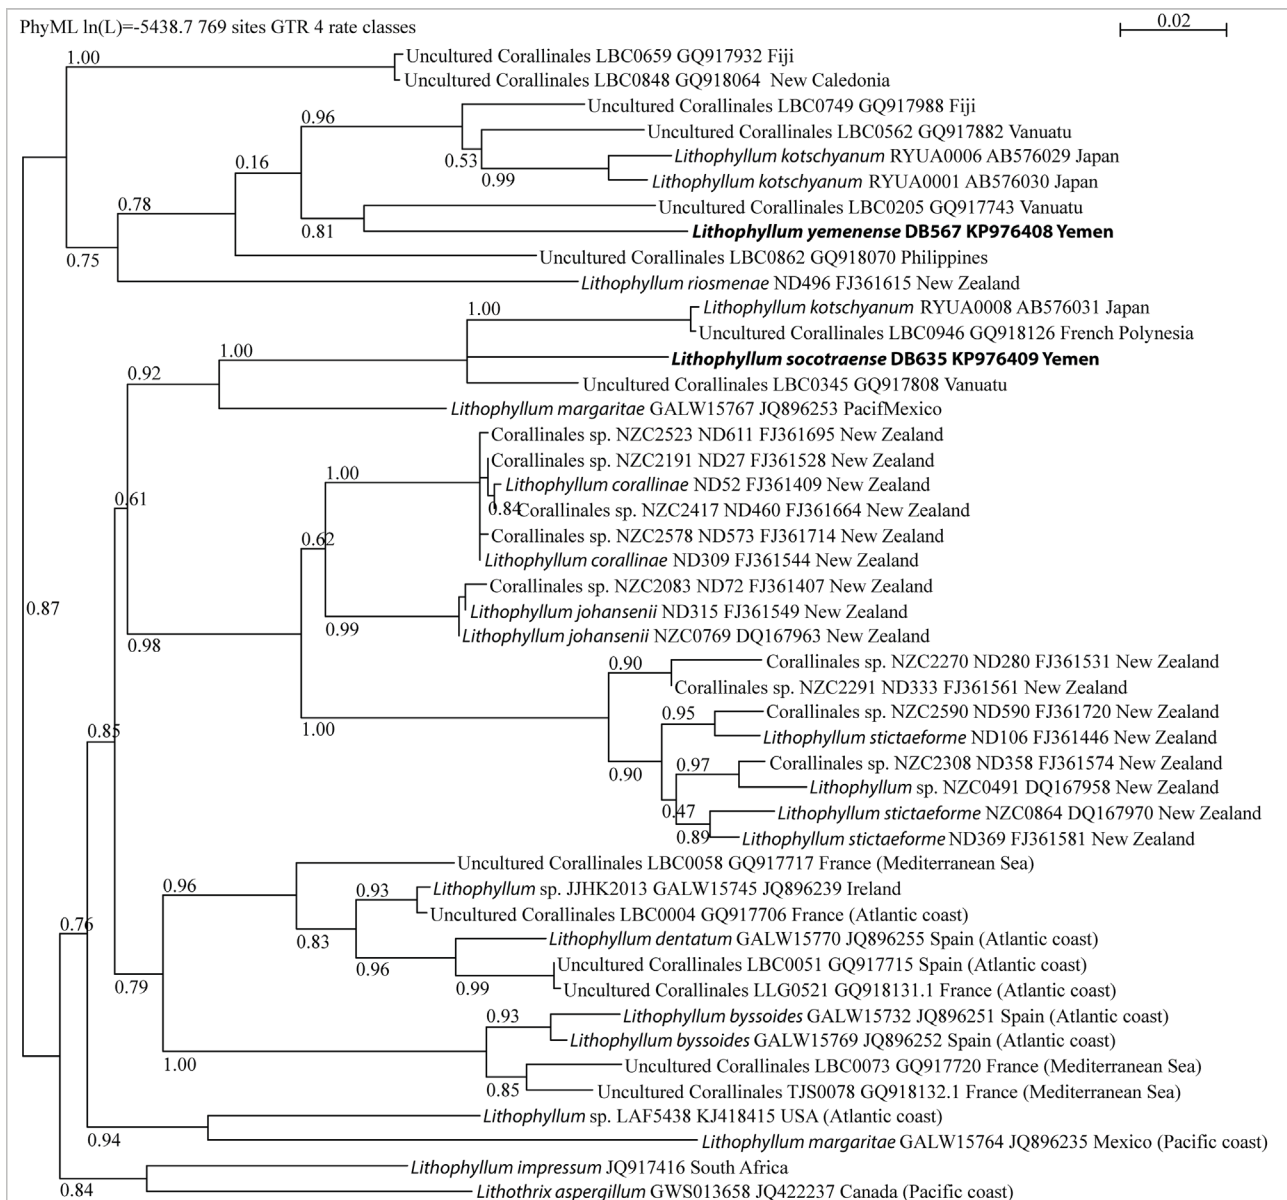 PhyML ln(L)=-5438.7 769 sites GTR 4 rate classes
0.02
Uncultured Corallinales LBC0659 GQ917932 Fiji
1.00
Uncultured Corallinales LBC0848 GQ918064 New Caledonia
Uncultured Corallinales LBC0749 GQ917988 Fiji
0.96
Uncultured Corallinales LBC0562 GQ917882 Vanuatu
0.16
0.53
Lithophyllum kotschyanum RYUA0006 AB576029 Japan
0.99
Lithophyllum kotschyanum RYUA0001 AB576030 Japan
0.78
Uncultured Corallinales LBC0205 GQ917743 Vanuatu
0.81
Lithophyllum yemenense DB567 KP976408 Yemen
0.75
Uncultured Corallinales LBC0862 GQ918070 Philippines
Lithophyllum riosmenae ND496 FJ361615 New Zealand
1.00
Lithophyllum kotschyanum RYUA0008 AB576031 Japan
Uncultured Corallinales LBC0946 GQ918126 French Polynesia
1.00
Lithophyllum socotraense DB635 KP976409 Yemen
0.92
Uncultured Corallinales LBC0345 GQ917808 Vanuatu
Lithophyllum margaritae GALW15767 JQ896253 PacifMexico
Corallinales sp. NZC2523 ND611 FJ361695 New Zealand
Corallinales sp. NZC2191 ND27 FJ361528 New Zealand
1.00
Lithophyllum corallinae ND52 FJ361409 New Zealand
0.61
0.84
Corallinales sp. NZC2417 ND460 FJ361664 New Zealand
0.62
Corallinales sp. NZC2578 ND573 FJ361714 New Zealand
Lithophyllum corallinae ND309 FJ361544 New Zealand
Corallinales sp. NZC2083 ND72 FJ361407 New Zealand
0.87
Lithophyllum johansenii ND315 FJ361549 New Zealand
0.99
Lithophyllum johansenii NZC0769 DQ167963 New Zealand
0.98
0.90
Corallinales sp. NZC2270 ND280 FJ361531 New Zealand
Corallinales sp. NZC2291 ND333 FJ361561 New Zealand
0.95
Corallinales sp. NZC2590 ND590 FJ361720 New Zealand
1.00
0.85
Lithophyllum stictaeforme ND106 FJ361446 New Zealand
0.97
Corallinales sp. NZC2308 ND358 FJ361574 New Zealand
0.90
Lithophyllum sp. NZC0491 DQ167958 New Zealand
0.47
Lithophyllum stictaeforme NZC0864 DQ167970 New Zealand
0.89
Lithophyllum stictaeforme ND369 FJ361581 New Zealand
Uncultured Corallinales LBC0058 GQ917717 France (Mediterranean Sea)
0.96
0.93
Lithophyllum sp. JJHK2013 GALW15745 JQ896239 Ireland
Uncultured Corallinales LBC0004 GQ917706 France (Atlantic coast)
0.76
0.83
Lithophyllum dentatum GALW15770 JQ896255 Spain (Atlantic coast)
0.96
Uncultured Corallinales LBC0051 GQ917715 Spain (Atlantic coast)
0.79
0.99
Uncultured Corallinales LLG0521 GQ918131.1 France (Atlantic coast)
0.93
Lithophyllum byssoides GALW15732 JQ896251 Spain (Atlantic coast)
Lithophyllum byssoides GALW15769 JQ896252 Spain (Atlantic coast)
1.00
Uncultured Corallinales LBC0073 GQ917720 France (Mediterranean Sea)
0.85
Uncultured Corallinales TJS0078 GQ918132.1 France (Mediterranean Sea)
Lithophyllum sp. LAF5438 KJ418415 USA (Atlantic coast)
0.94
Lithophyllum margaritae GALW15764 JQ896235 Mexico (Pacific coast)
Lithophyllum impressum JQ917416 South Africa
0.84
Lithothrix aspergillum GWS013658 JQ422237 Canada (Pacific coast)